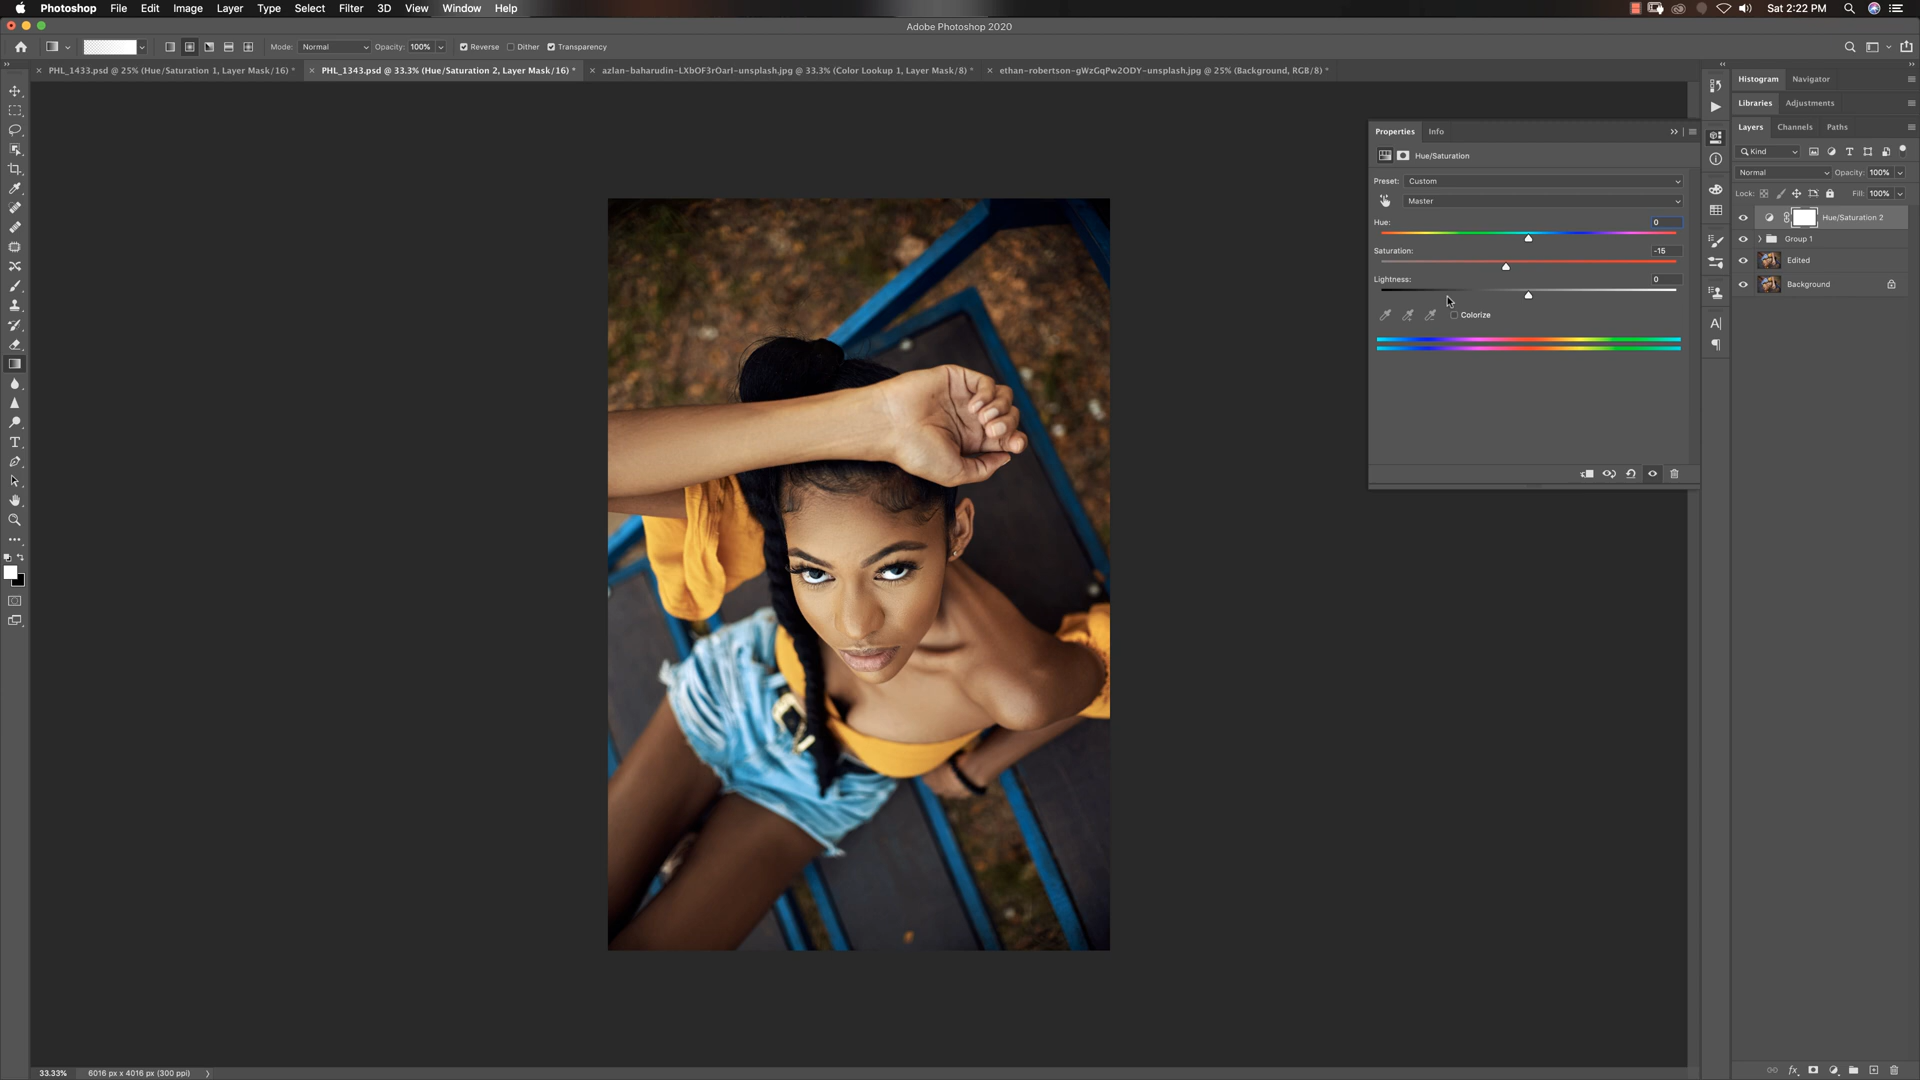 Photoshop File Edit Image Layer Type Select Filter 3D View Window Help Sat 2:22 PM
Adobe Photoshop 2020
Mode: Normal Opacity: 100% Reverse Dither Transparency
PHL_1433.psd @ 25% (Hue/Saturation 1, Layer Mask/16) * PHL_1343.psd @ 33.3% (Hue/Saturation 2, Layer Mask/16) * azlan-baharudin-LXbOF3rOarI-unsplash.jpg @ 33.3% (Color Lookup 1, Layer Mask/8) * ethan-robertson-gWzGqPw2ODY-unsplash.jpg @ 25% (Background, RGB/8) *
Histogram Navigator
Libraries Adjustments
Layers Channels Paths
Kind
Normal Opacity: 100%
Lock: Fill: 100%
Hue/Saturation 2
Group 1
Edited
Background
Properties Info
Hue/Saturation
Preset: Custom
Master
Hue: 0
Saturation: -15
Lightness: 0
Colorize
33.33% 6016 px x 4016 px (300 ppi)